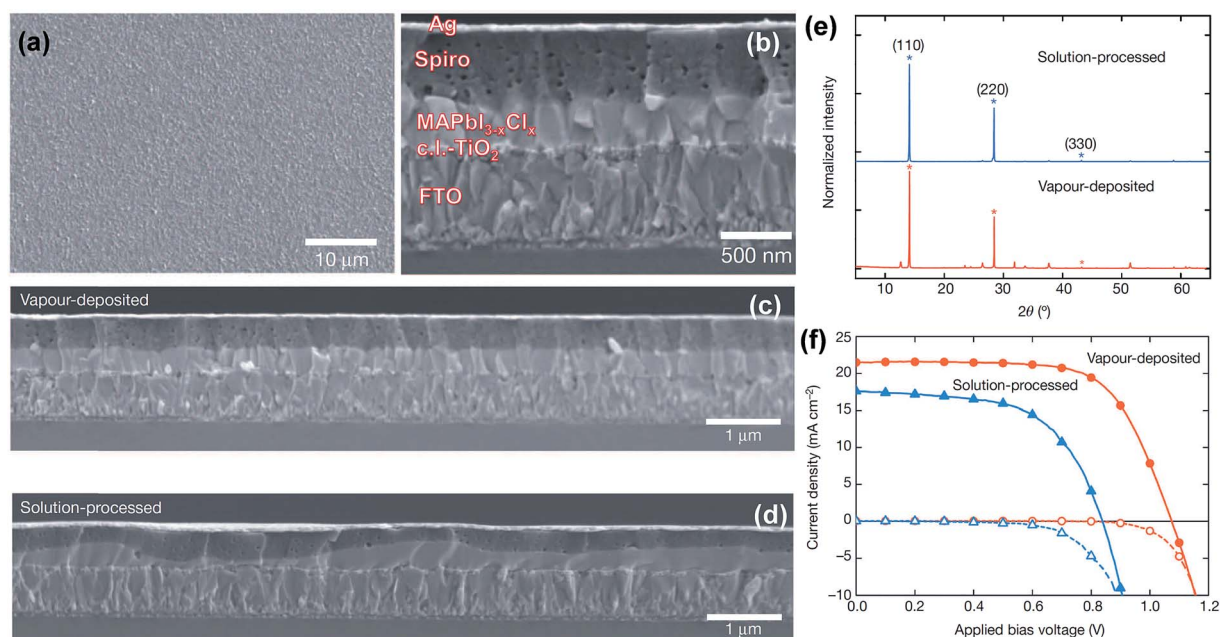 (a)
10 μm
Ag
(b)
Spiro
MAPbI3-xClx
c.l.-TiO2
FTO
500 nm
Vapour-deposited
(c)
1 μm
Solution-processed
(d)
1 μm
(e)
(110)
*
Solution-processed
(220)
*
(330)
*
Vapour-deposited
*
*
*
Normalized intensity
10 20 30 40 50 60
2θ (º)
(f)
25
20
15
10
5
0
−5
−10
Vapour-deposited
Solution-processed
Current density (mA cm−2)
0.0 0.2 0.4 0.6 0.8 1.0 1.2
Applied bias voltage (V)